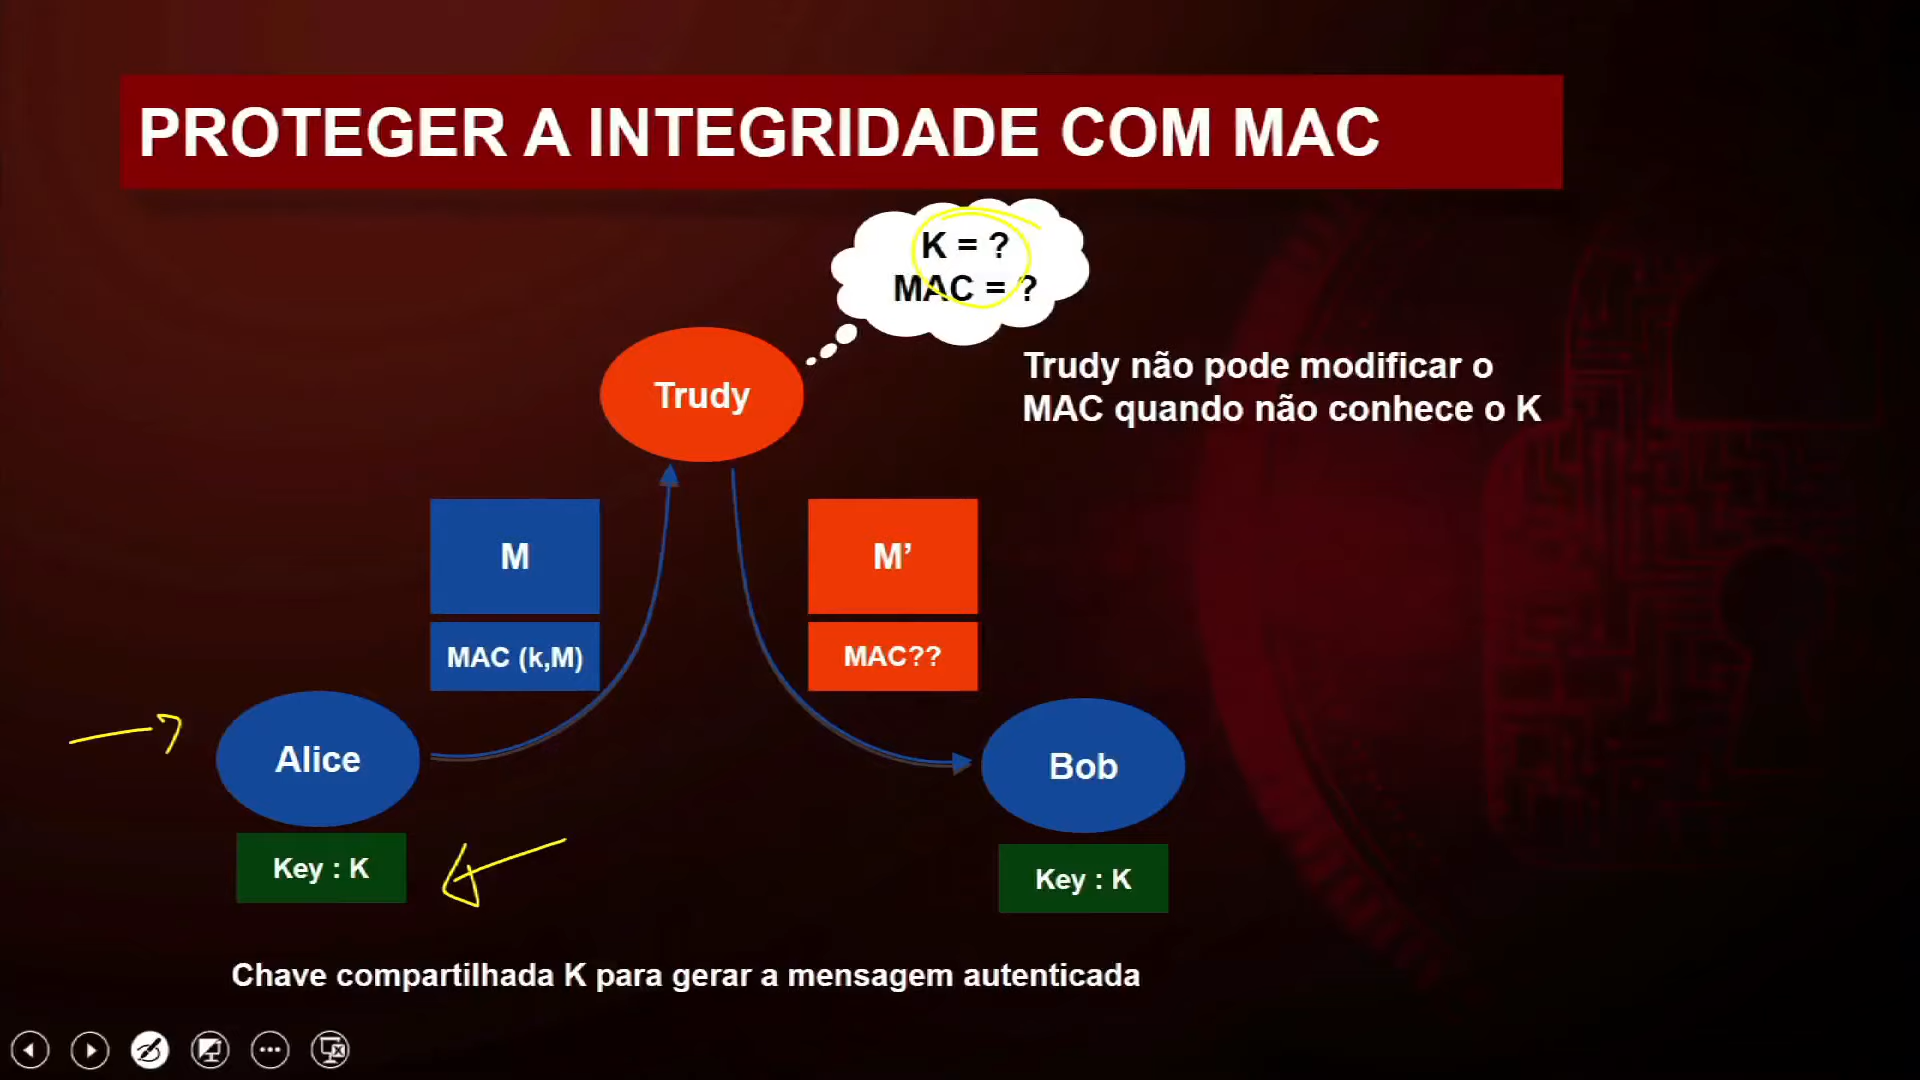 PROTEGER A INTEGRIDADE COM MAC
K = ?
MAC = ?
Trudy
Trudy não pode modificar o
MAC quando não conhece o K
M
M’
MAC (k,M)
MAC??
Alice
Bob
Key : K
Key : K
Chave compartilhada K para gerar a mensagem autenticada